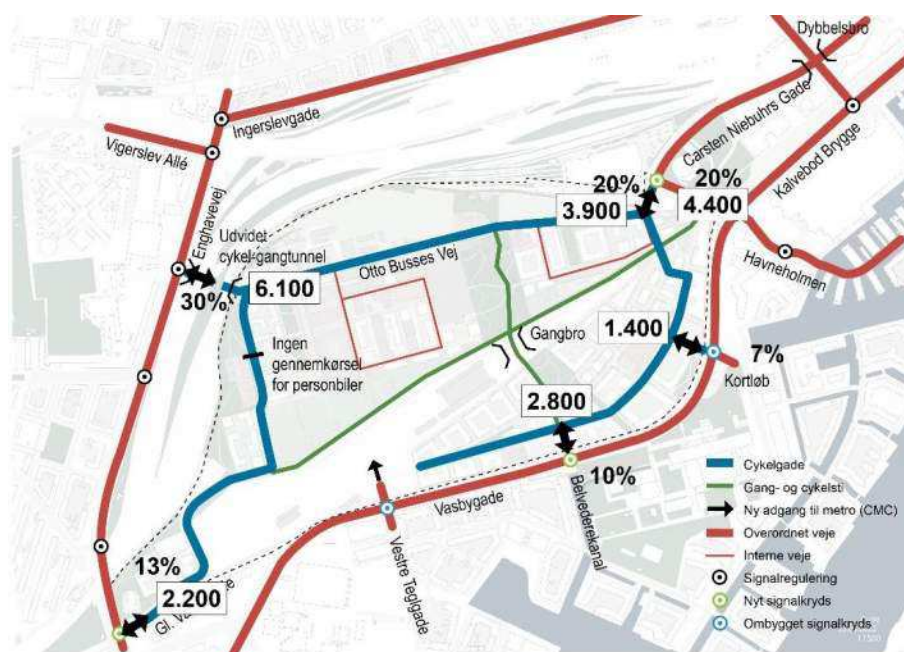 Dybbelsbro
Ingerslevgade
Vigerslev Allé
Carsten Niebuhrs Gade
Kalvebod Brygge
20%
20%
3.900
4.400
Enghavevej
Udvidet
cykel-gangtunnel
Otto Busses Vej
Havneholmen
30%
6.100
Ingen
gennemkørsel
for personbiler
Gangbro
1.400
7%
Kortløb
2.800
10%
Vasbygade
Belvederekanal
Vestre Teglgade
13%
2.200
Gl. Va
Cykelgade
Gang- og cykelsti
Ny adgang til metro (CMC)
Overordnet veje
Interne veje
Signalregulering
Nyt signalkryds
Ombygget signalkryds